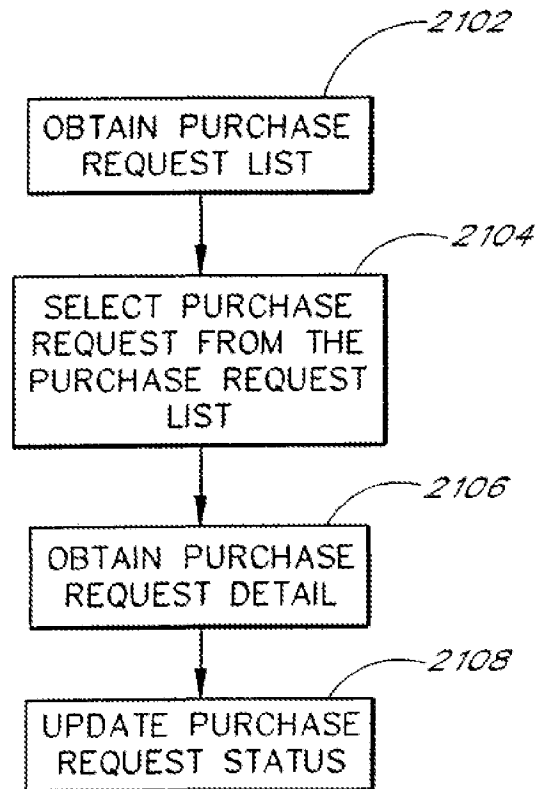 2102
OBTAIN PURCHASE
REQUEST LIST
2104
SELECT PURCHASE
REQUEST FROM THE
PURCHASE REQUEST
LIST
2106
OBTAIN PURCHASE
REQUEST DETAIL
2108
UPDATE PURCHASE
REQUEST STATUS